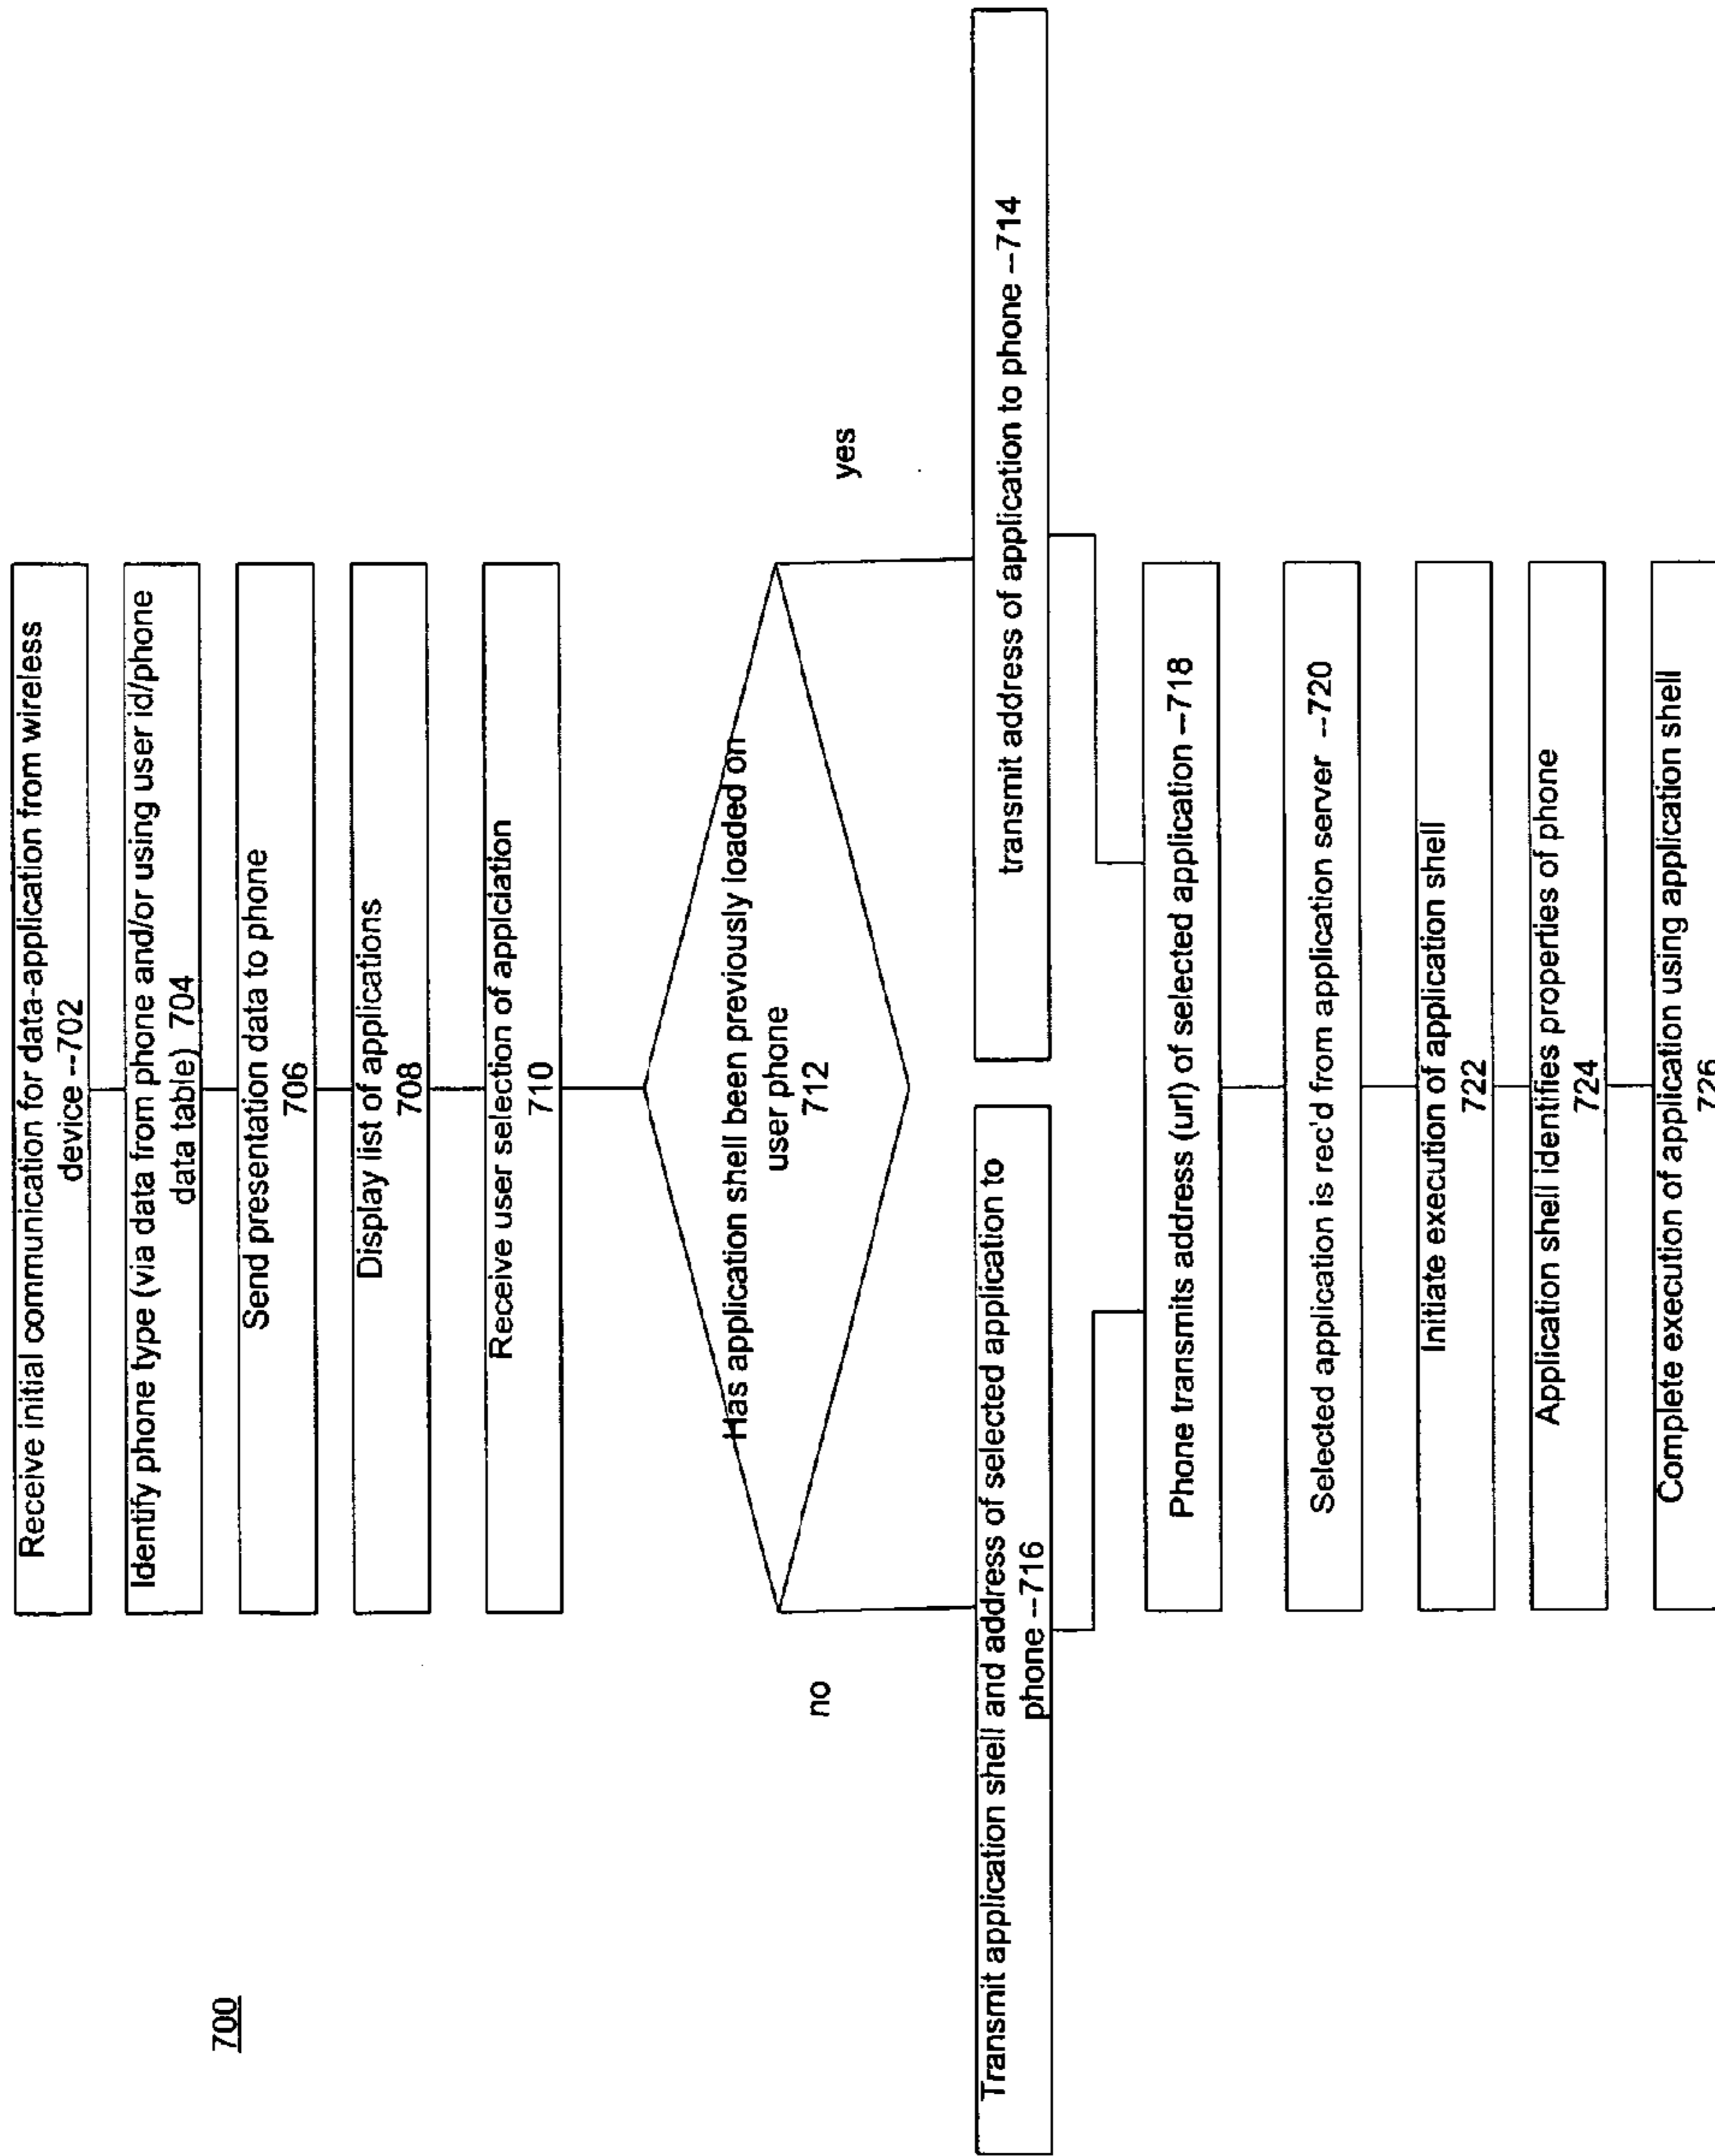 700
Receive initial communication for data-application from wireless
device --702
Identify phone type (via data from phone and/or using user id/phone
data table) 704
Send presentation data to phone
706
Display list of applications
708
Receive user selection of applciation
710
Has application shell been previously loaded on
user phone
712
no
yes
Transmit application shell and address of selected application to
phone --716
transmit address of application to phone --714
Phone transmits address (url) of selected application --718
Selected application is rec'd from application server --720
Initiate execution of application shell
722
Application shell identifies properties of phone
724
Complete execution of application using application shell
726